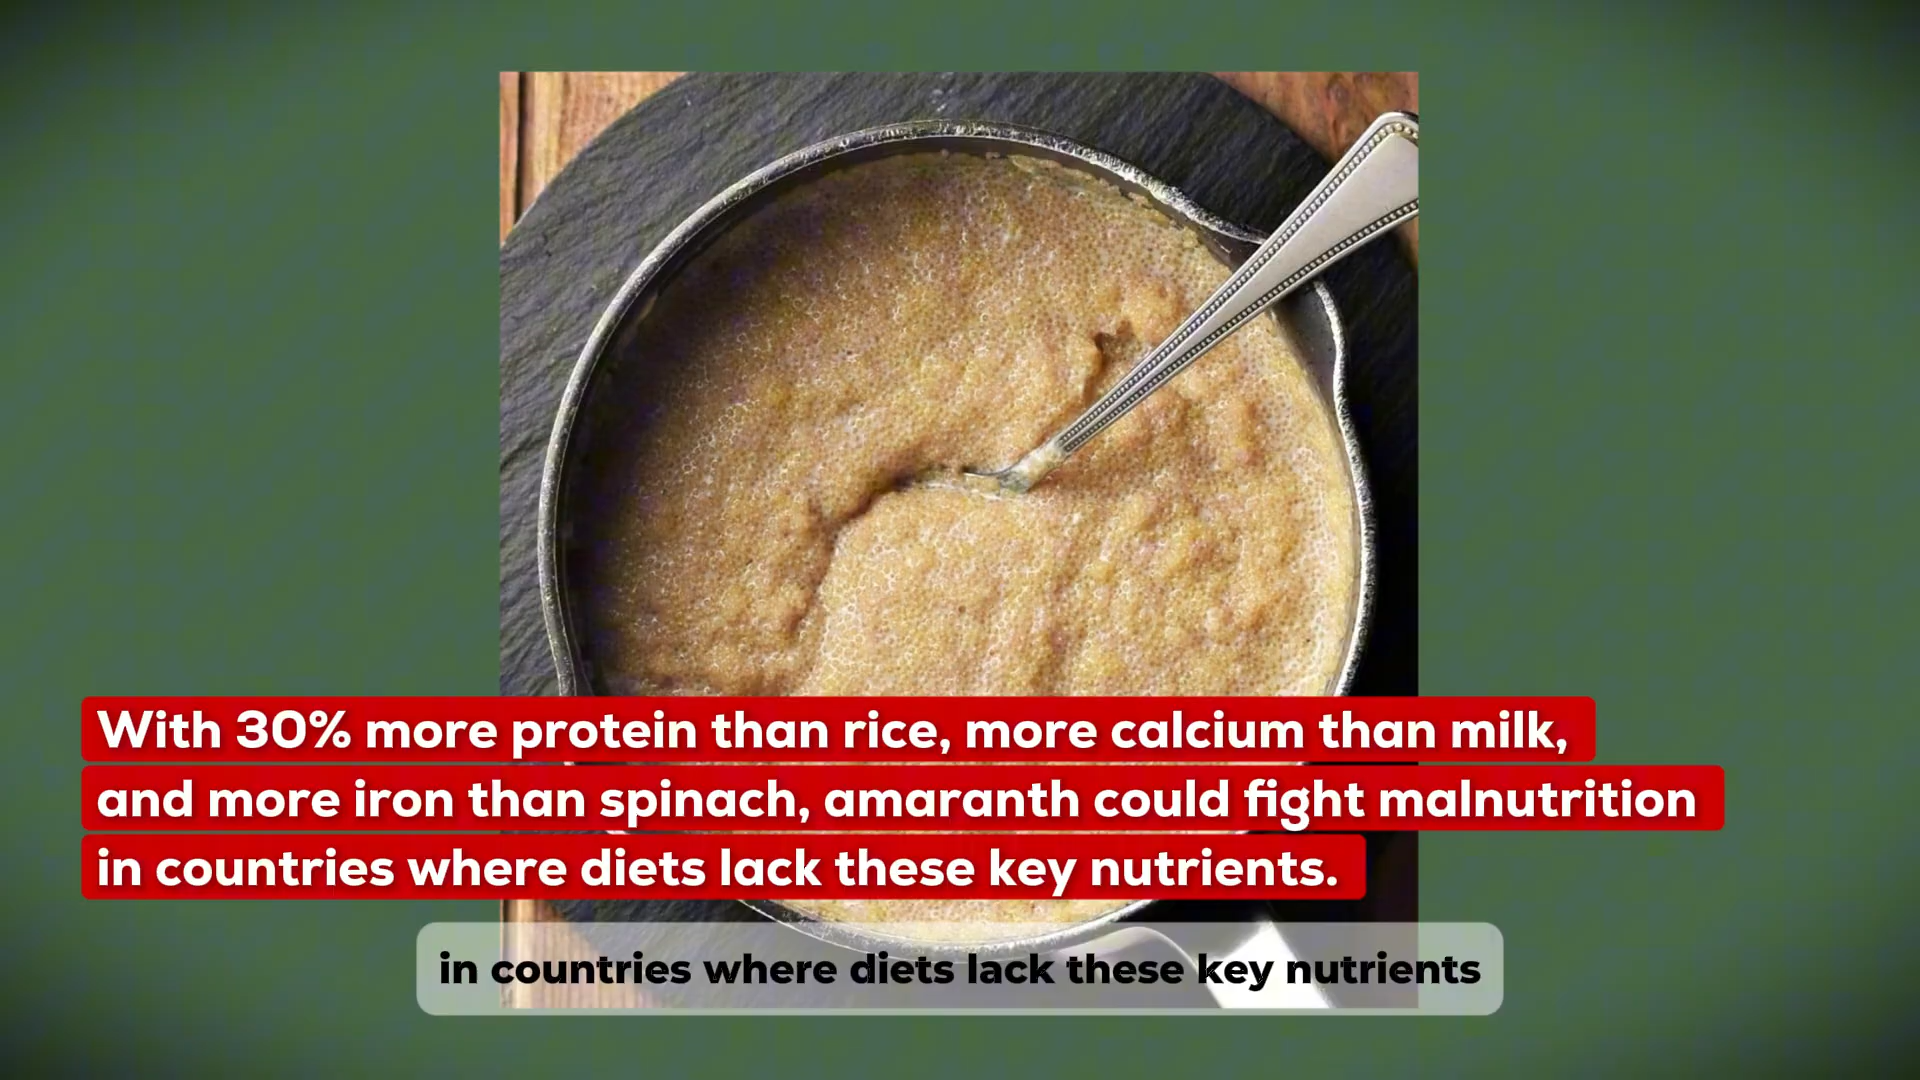 With 30% more protein than rice, more calcium than milk,
and more iron than spinach, amaranth could fight malnutrition
in countries where diets lack these key nutrients.
in countries where diets lack these key nutrients